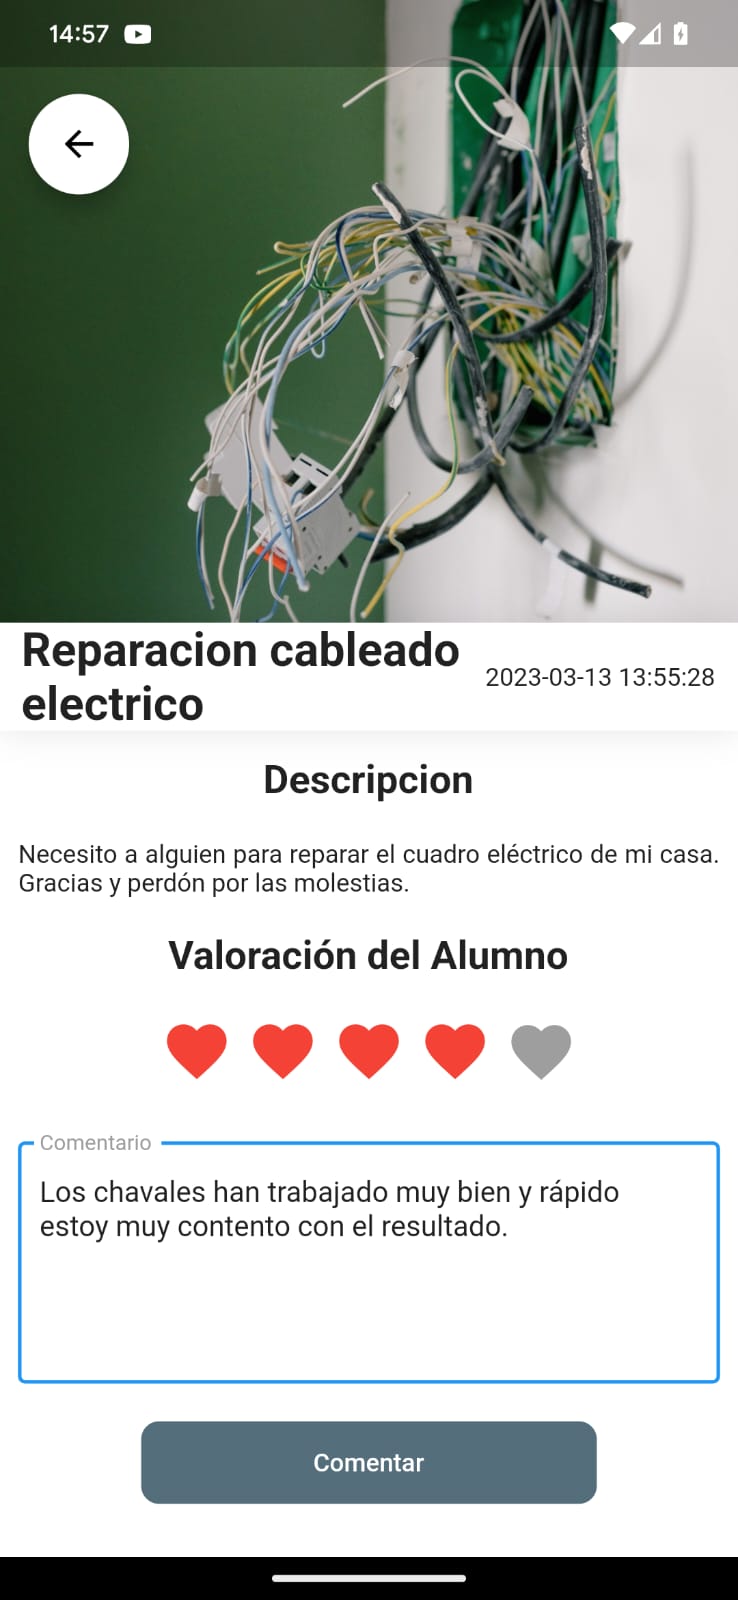 14:57
Reparacion cableado
electrico
2023-03-13 13:55:28
Descripcion
Necesito a alguien para reparar el cuadro eléctrico de mi casa.
Gracias y perdón por las molestias.
Valoración del Alumno
Comentario
Los chavales han trabajado muy bien y rápido
estoy muy contento con el resultado.
Comentar